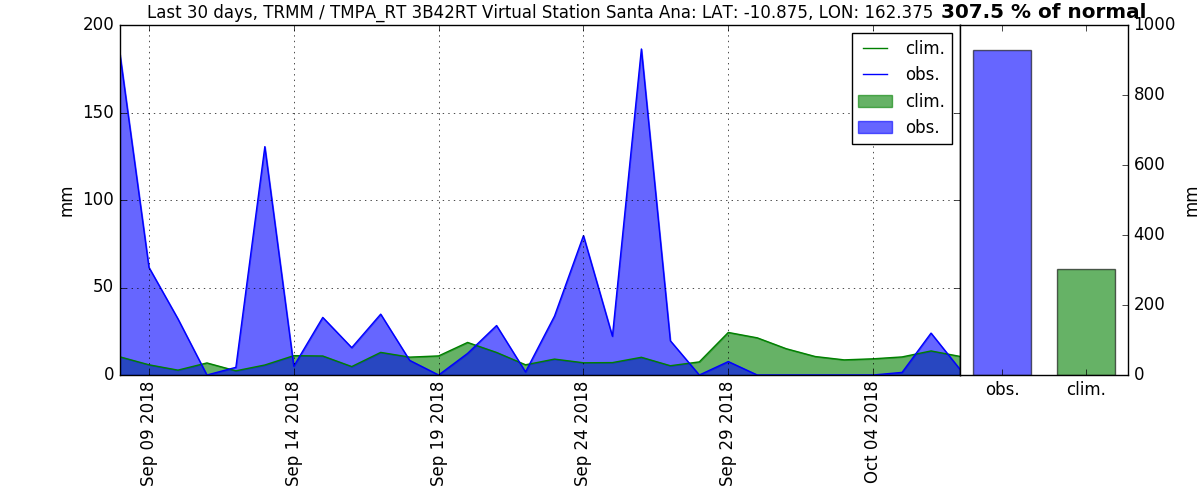 Last 30 days, TRMM / TMPA_RT 3B42RT Virtual Station Santa Ana: LAT: -10.875, LON: 162.375 307.5 % of normal
200
150
100
50
0
mm
clim.
obs.
clim.
obs.
1000
800
600
400
200
0
mm
obs.
clim.
Sep 09 2018
Sep 14 2018
Sep 19 2018
Sep 24 2018
Sep 29 2018
Oct 04 2018